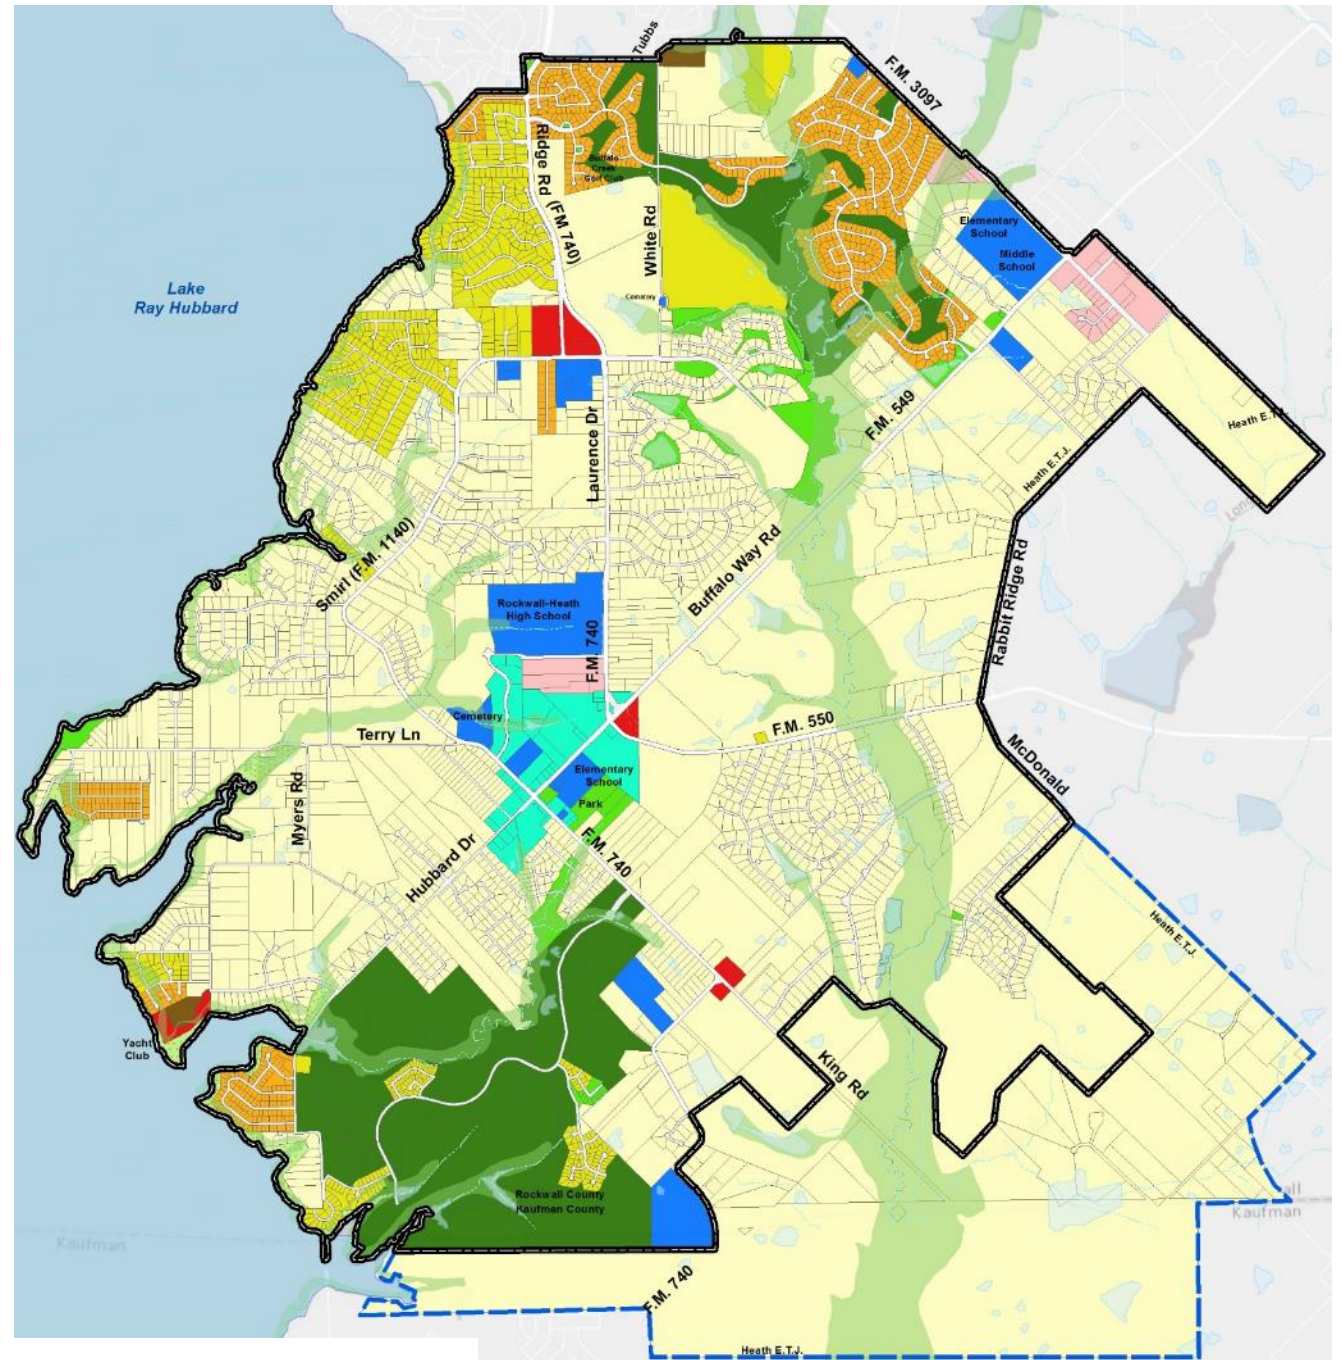 Tubbs
F.M. 3097
Ridge Rd (FM 740)
Buffalo
Creek
Golf Club
White Rd
Elementary
School
Middle
School
Lake
Ray Hubbard
Cemetery
Laurence Dr
F.M. 549
Heath E.T.J.
Heath E.T.J.
Smirl (F.M. 1140)
Buffalo Way Rd
Rabbit Ridge Rd
Rockwall-Heath
High School
F.M. 740
Cemetery
Terry Ln
F.M. 550
McDonald
Myers Rd
Elementary
School
Park
F.M. 740
Hubbard Dr
Heath E.T.J.
Yacht
Club
King Rd
Rockwall County
Kaufman County
Kaufman
Kaufman
F.M. 740
Heath E.T.J.